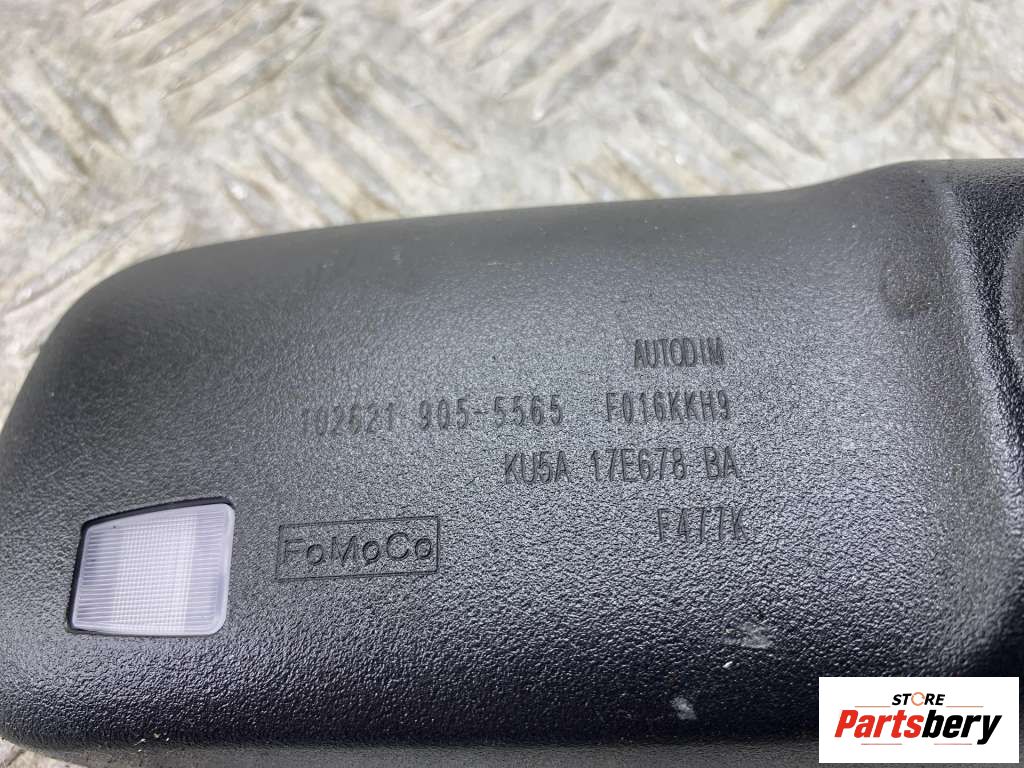 AUTODIM
102621 905-5565 F016KKH9
KU5A 17E678 BA
F477K
FoMoCo
STORE
Partsbery